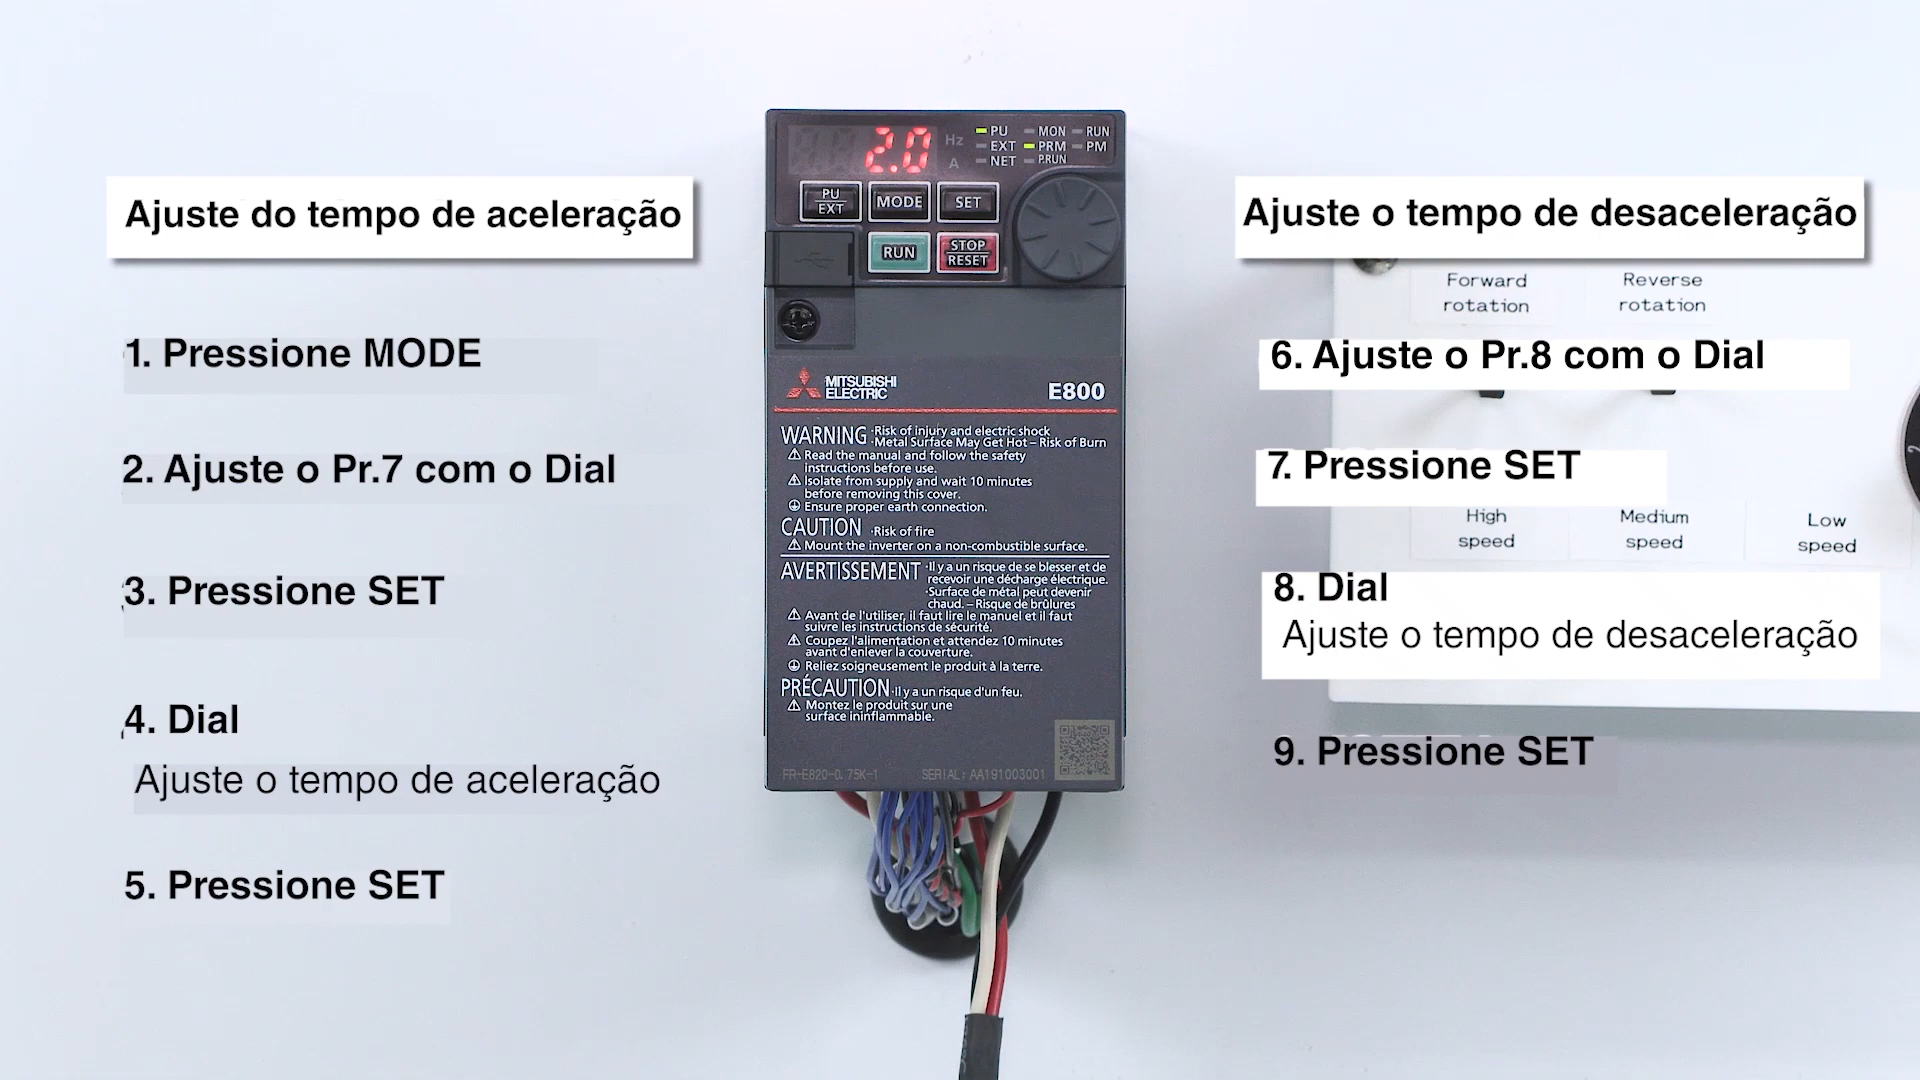 Ajuste do tempo de aceleração
1. Pressione MODE
2. Ajuste o Pr.7 com o Dial
3. Pressione SET
4. Dial
Ajuste o tempo de aceleração
5. Pressione SET
2.0
Hz
A
PU
MON
RUN
EXT
PRM
PM
NET
P.RUN
PU
EXT
MODE
SET
RUN
STOP
RESET
MITSUBISHI
ELECTRIC
E800
WARNING ·Risk of injury and electric shock
·Metal Surface May Get Hot – Risk of Burn
Read the manual and follow the safety
instructions before use.
Isolate from supply and wait 10 minutes
before removing this cover.
Ensure proper earth connection.
CAUTION ·Risk of fire
Mount the inverter on a non-combustible surface.
AVERTISSEMENT ·Il y a un risque de se blesser et de
recevoir une décharge électrique.
·Surface de métal peut devenir
chaud. – Risque de brûlures
Avant de l'utiliser, il faut lire le manuel et il faut
suivre les instructions de sécurité.
Coupez l'alimentation et attendez 10 minutes
avant d'enlever la couverture.
Reliez soigneusement le produit à la terre.
PRÉCAUTION ·Il y a un risque d'un feu.
Montez le produit sur une
surface ininflammable.
FR-E820-0.75K-1 SERIAL: AA191003001
Ajuste o tempo de desaceleração
Forward
rotation
Reverse
rotation
6. Ajuste o Pr.8 com o Dial
7. Pressione SET
High
speed
Medium
speed
Low
speed
8. Dial
Ajuste o tempo de desaceleração
9. Pressione SET